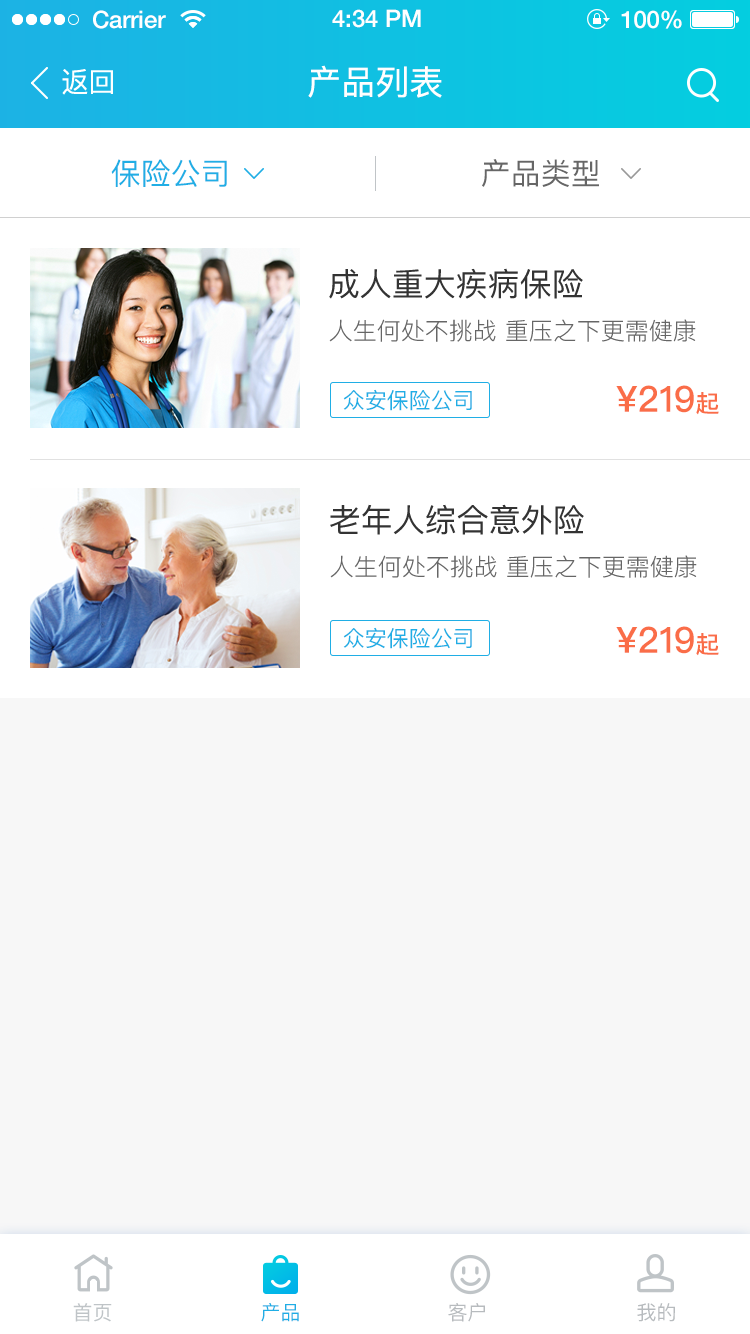 Carrier 4:34 PM 100%
返回 产品列表
保险公司 产品类型
成人重大疾病保险
人生何处不挑战 重压之下更需健康
众安保险公司 ¥219起
老年人综合意外险
人生何处不挑战 重压之下更需健康
众安保险公司 ¥219起
首页 产品 客户 我的